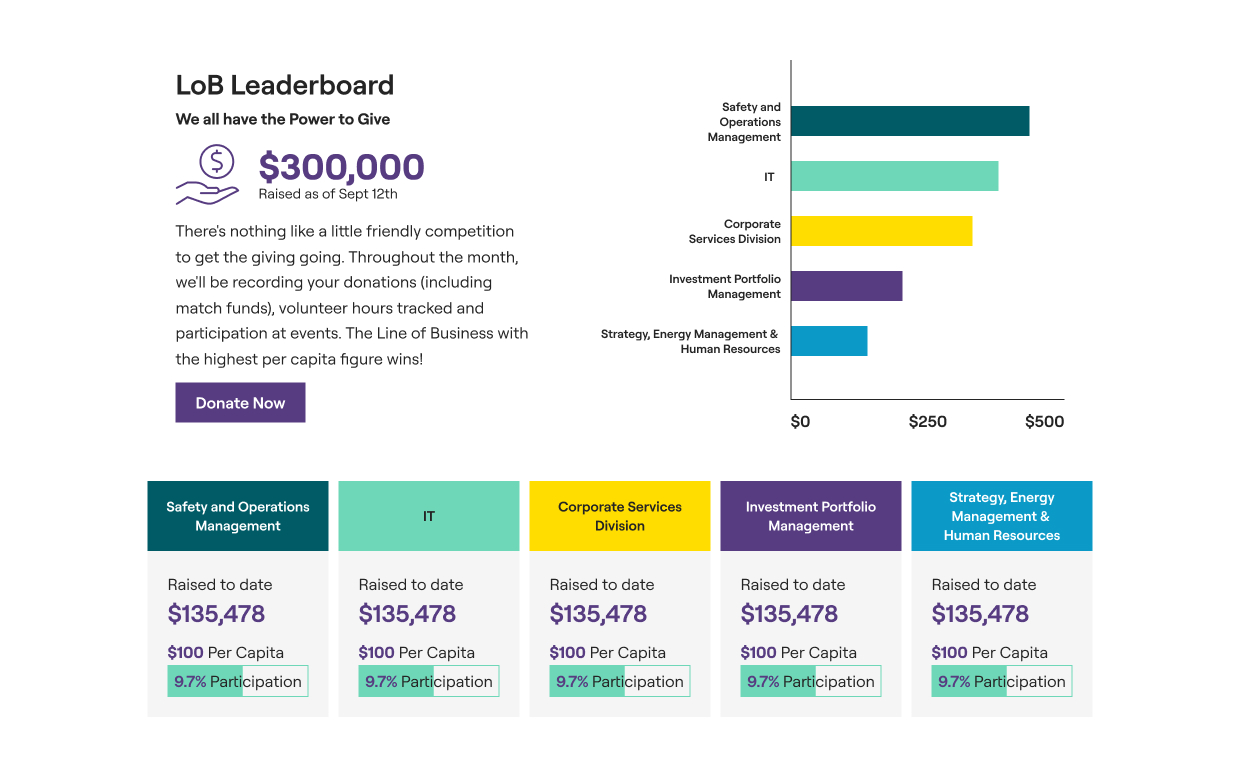 LoB Leaderboard
We all have the Power to Give
$300,000
Raised as of Sept 12th
There's nothing like a little friendly competition
to get the giving going. Throughout the month,
we'll be recording your donations (including
match funds), volunteer hours tracked and
participation at events. The Line of Business with
the highest per capita figure wins!
Donate Now
Safety and
Operations
Management
IT
Corporate
Services Division
Investment Portfolio
Management
Strategy, Energy Management &
Human Resources
$0
$250
$500
Safety and Operations
Management
Raised to date
$135,478
$100 Per Capita
9.7% Participation
IT
Raised to date
$135,478
$100 Per Capita
9.7% Participation
Corporate Services
Division
Raised to date
$135,478
$100 Per Capita
9.7% Participation
Investment Portfolio
Management
Raised to date
$135,478
$100 Per Capita
9.7% Participation
Strategy, Energy
Management &
Human Resources
Raised to date
$135,478
$100 Per Capita
9.7% Participation